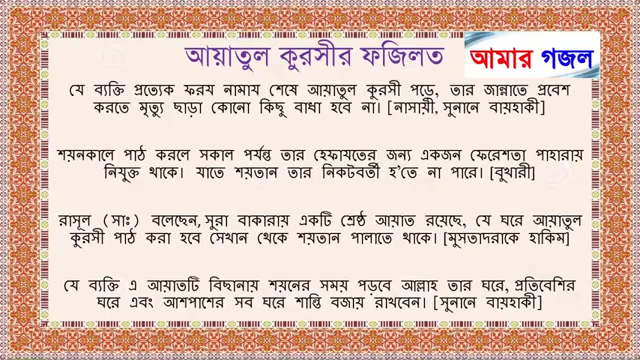 আয়াতুল কুরসীর ফজিলত
আমার গজল
যে ব্যক্তি প্রত্যেক ফরয নামায শেষে আয়াতুল কুরসী পড়ে, তার জান্নাতে প্রবেশ
করতে মৃত্যু ছাড়া কোনো কিছু বাধা হবে না। [নাসায়ী, সুনানে বায়হাকী]
শয়নকালে পাঠ করলে সকাল পর্যন্ত তার হেফাযতের জন্য একজন ফেরেশতা পাহারায়
নিযুক্ত থাকে। যাতে শয়তান তার নিকটবর্তী হ'তে না পারে। [বুখারী]
রাসূল (সাঃ) বলেছেন, সুরা বাকারায় একটি শ্রেষ্ঠ আয়াত রয়েছে, যে ঘরে আয়াতুল
কুরসী পাঠ করা হবে সেখান থেকে শয়তান পালাতে থাকে। [মুসতাদরাকে হাকিম]
যে ব্যক্তি এ আয়াতটি বিছানায় শয়নের সময় পড়বে আল্লাহ তার ঘরে, প্রতিবেশির
ঘরে এবং আশপাশের সব ঘরে শান্তি বজায় রাখবেন। [সুনানে বায়হাকী]